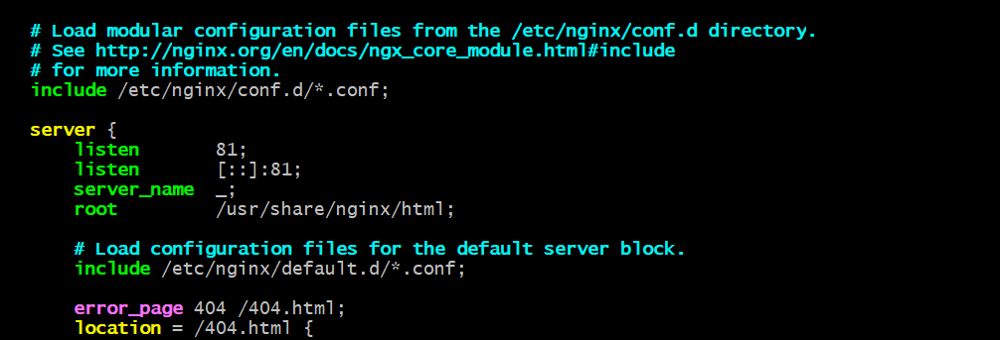 # Load modular configuration files from the /etc/nginx/conf.d directory.
# See http://nginx.org/en/docs/ngx_core_module.html#include
# for more information.
include /etc/nginx/conf.d/*.conf;
server {
listen 81;
listen [::]:81;
server_name _;
root /usr/share/nginx/html;
# Load configuration files for the default server block.
include /etc/nginx/default.d/*.conf;
error_page 404 /404.html;
location = /404.html {